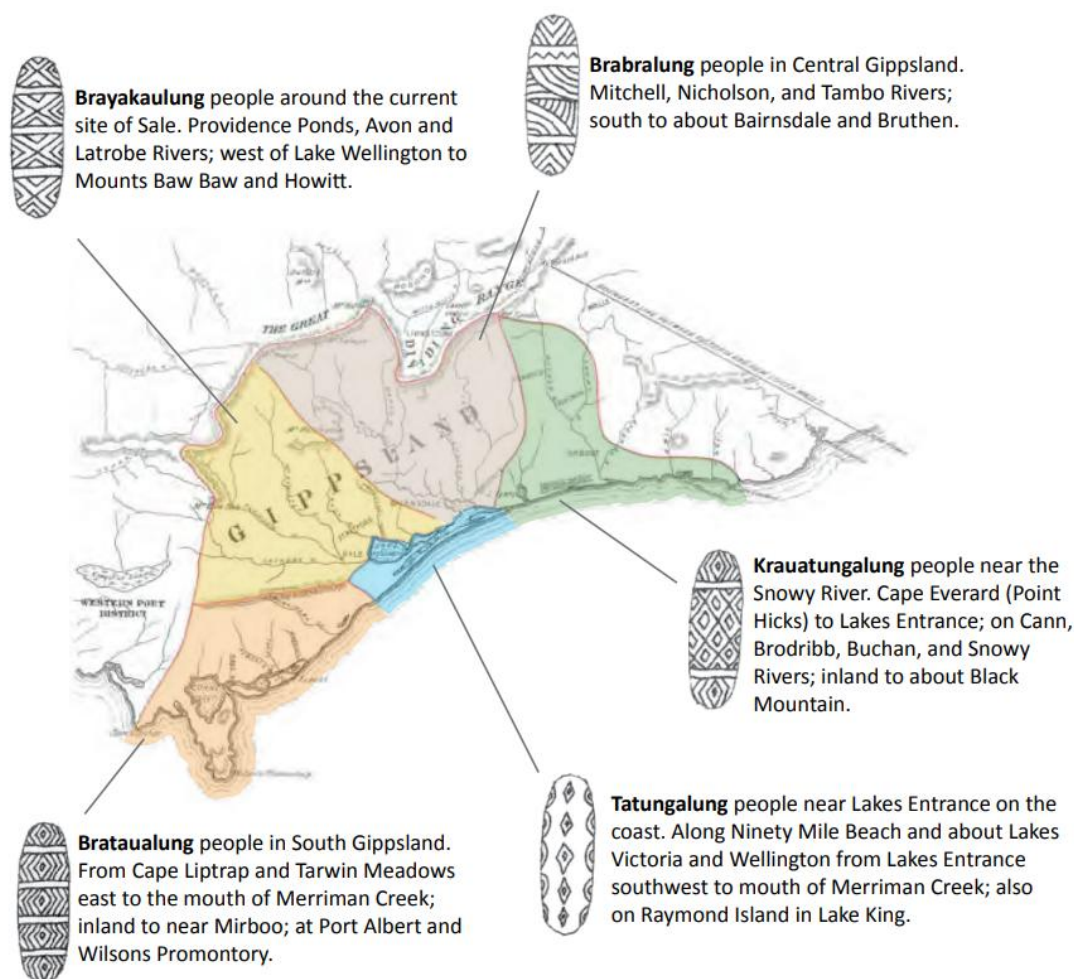 Brabralung people in Central Gippsland.
Mitchell, Nicholson, and Tambo Rivers;
south to about Bairnsdale and Bruthen.
Brayakaulung people around the current
site of Sale. Providence Ponds, Avon and
Latrobe Rivers; west of Lake Wellington to
Mounts Baw Baw and Howitt.
THE GREAT
RANGE
GIPPSLAND
SALE
WESTERN PORT
DISTRICT
Krauatungalung people near the
Snowy River. Cape Everard (Point
Hicks) to Lakes Entrance; on Cann,
Brodribb, Buchan, and Snowy
Rivers; inland to about Black
Mountain.
Tatungalung people near Lakes Entrance on the
coast. Along Ninety Mile Beach and about Lakes
Victoria and Wellington from Lakes Entrance
southwest to mouth of Merriman Creek; also
on Raymond Island in Lake King.
Brataualung people in South Gippsland.
From Cape Liptrap and Tarwin Meadows
east to the mouth of Merriman Creek;
inland to near Mirboo; at Port Albert and
Wilsons Promontory.